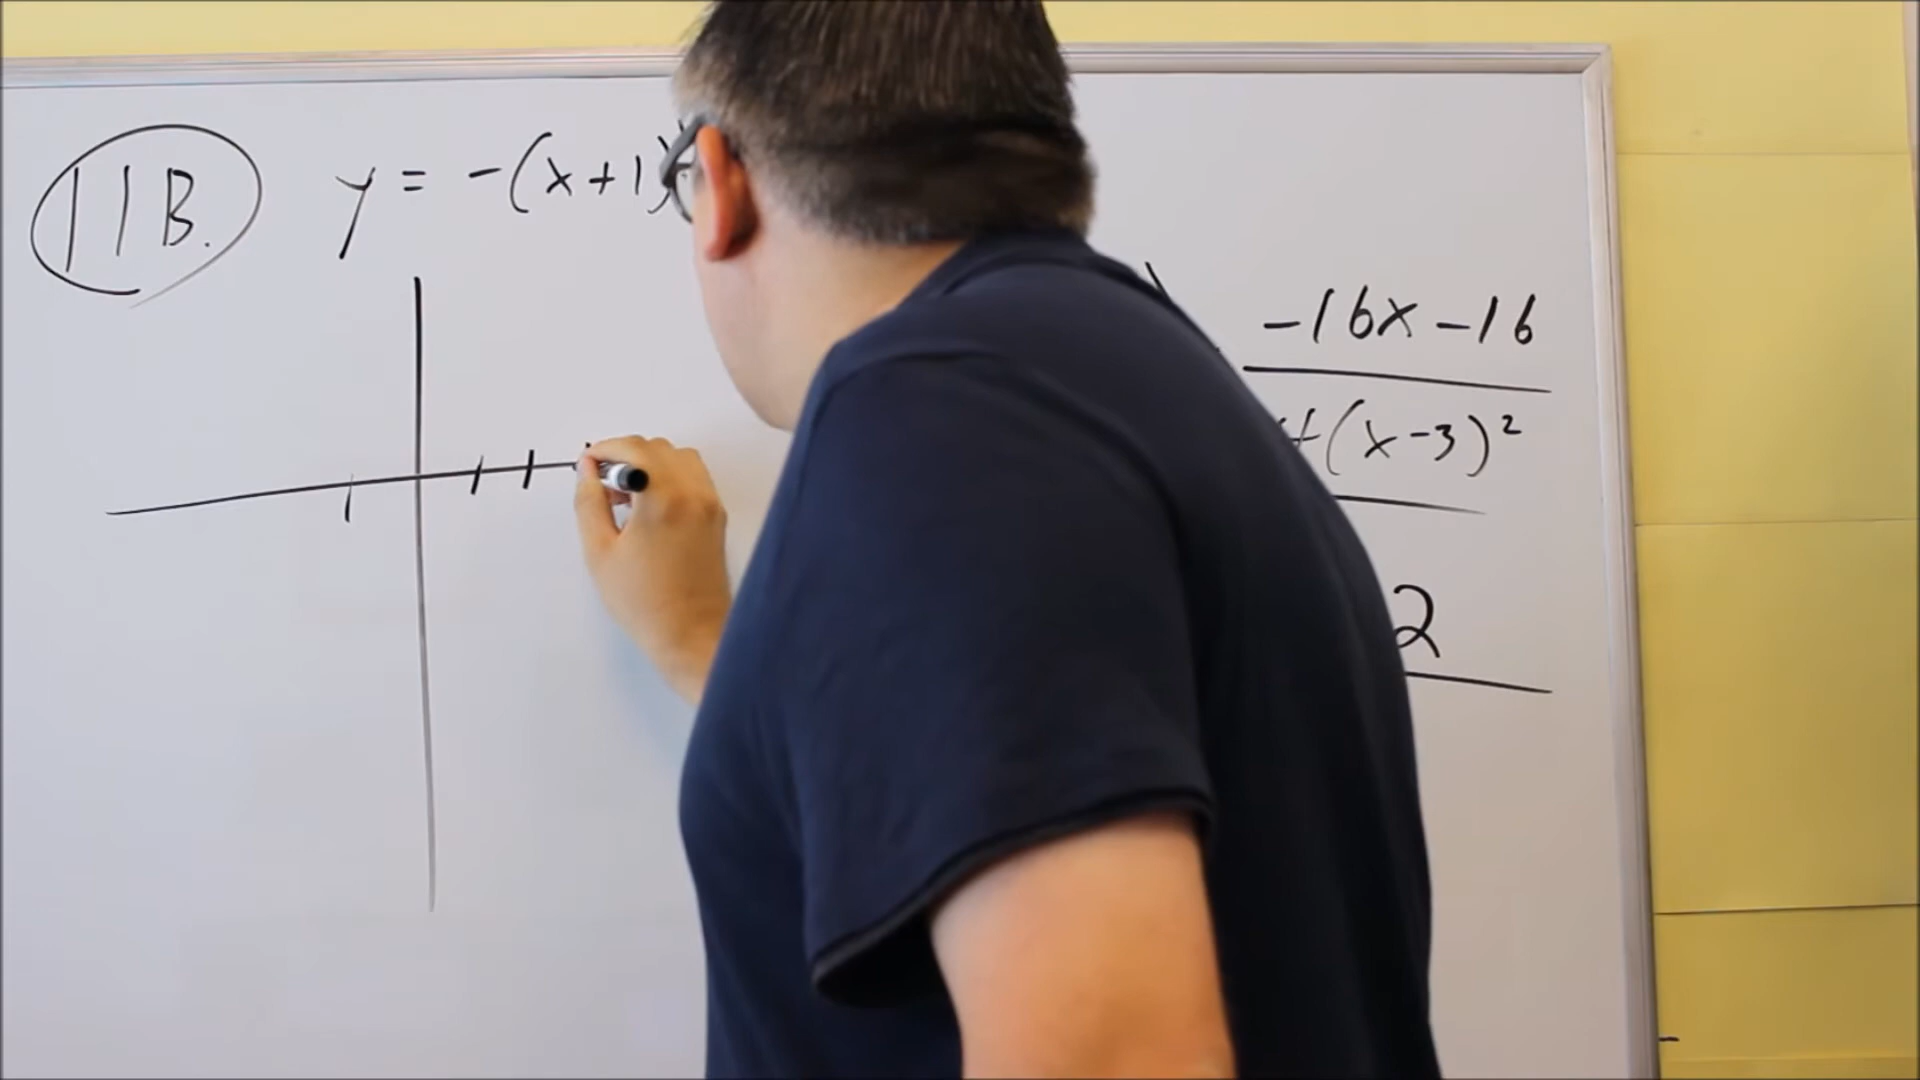 11B. y = -(x+1)
-16x-16
(x-3)²
2